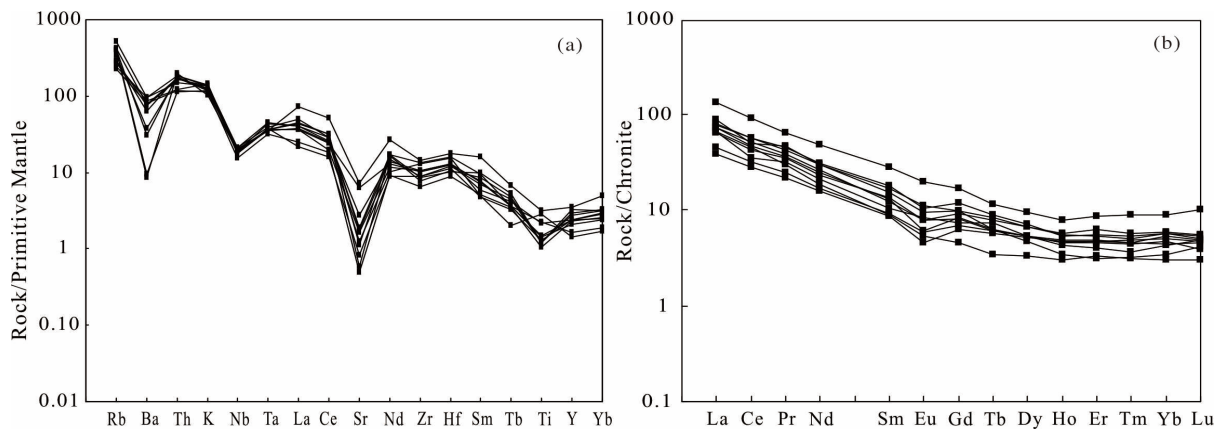 1000
100
10
1
0.10
0.01
Rock/Primitive Mantle
(a)
Rb Ba Th K Nb Ta La Ce Sr Nd Zr Hf Sm Tb Ti Y Yb
1000
100
10
1
0.1
Rock/Chronite
(b)
La Ce Pr Nd Sm Eu Gd Tb Dy Ho Er Tm Yb Lu